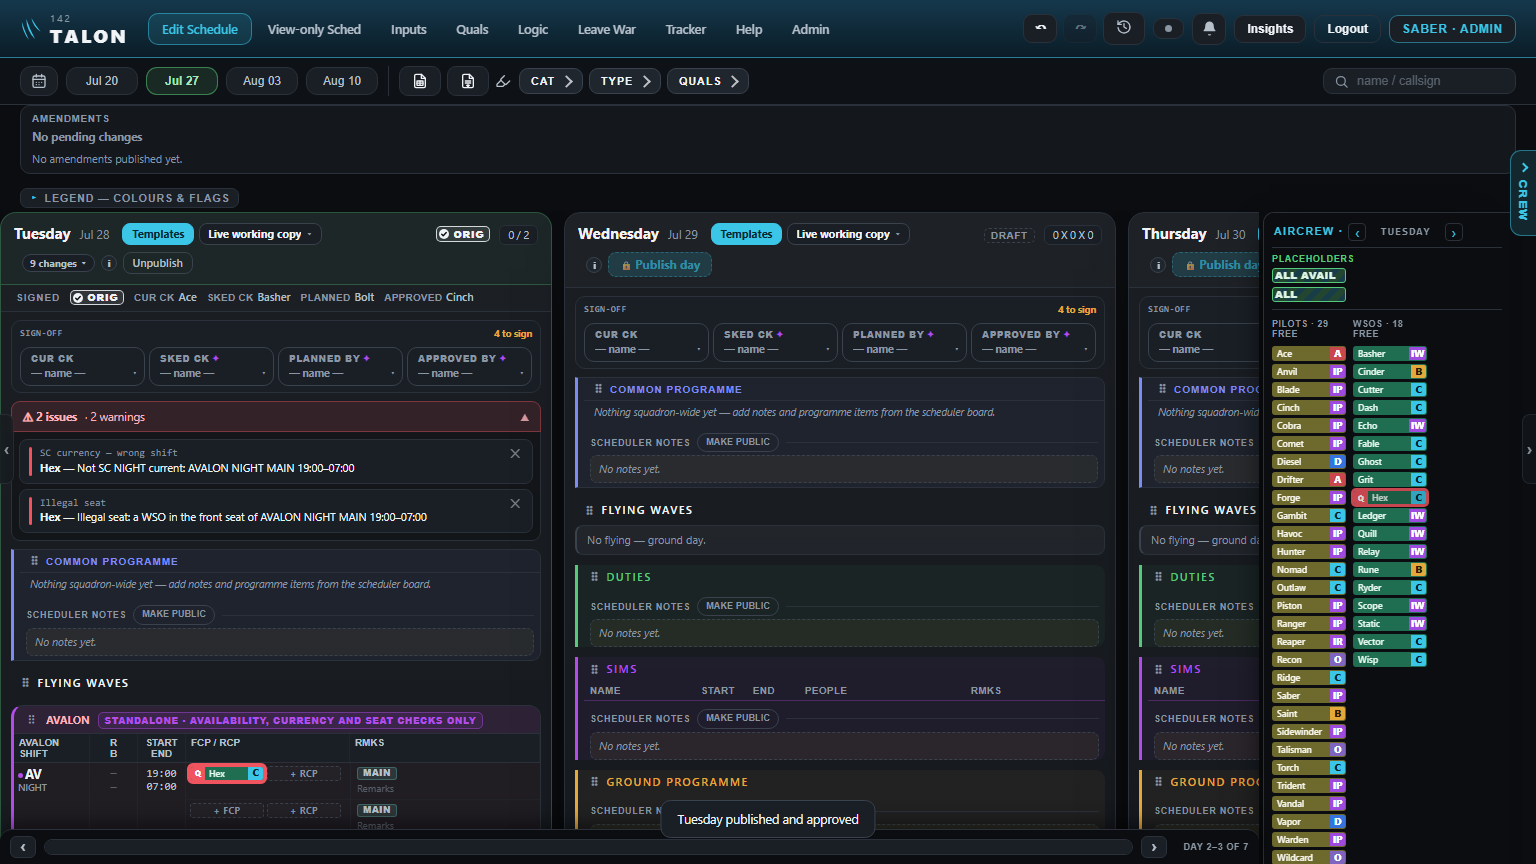 142
TALON
Edit Schedule
View-only Sched
Inputs
Quals
Logic
Leave War
Tracker
Help
Admin
Insights
Logout
SABER · ADMIN
Jul 20
Jul 27
Aug 03
Aug 10
CAT
TYPE
QUALS
name / callsign
AMENDMENTS
No pending changes
No amendments published yet.
LEGEND — COLOURS & FLAGS
CREW
Tuesday Jul 28 Templates Live working copy ORIG 0 / 2
9 changes i Unpublish
SIGNED ORIG CUR CK Ace SKED CK Basher PLANNED Bolt APPROVED Cinch
SIGN-OFF 4 to sign
CUR CK SKED CK PLANNED BY APPROVED BY
— name — — name — — name — — name —
2 issues · 2 warnings
SC currency — wrong shift
Hex — Not SC NIGHT current: AVALON NIGHT MAIN 19:00–07:00
Illegal seat
Hex — Illegal seat: a WSO in the front seat of AVALON NIGHT MAIN 19:00–07:00
COMMON PROGRAMME
Nothing squadron-wide yet — add notes and programme items from the scheduler board.
SCHEDULER NOTES MAKE PUBLIC
No notes yet.
FLYING WAVES
AVALON STANDALONE - AVAILABILITY, CURRENCY AND SEAT CHECKS ONLY
AVALON R START FCP / RCP RMKS
SHIFT B END
AV — 19:00 Q Hex C + RCP MAIN
NIGHT — 07:00 Remarks
+ FCP + RCP MAIN
Remarks
Wednesday Jul 29 Templates Live working copy DRAFT 0 X 0 X 0
i Publish day
SIGN-OFF 4 to sign
CUR CK SKED CK PLANNED BY APPROVED BY
— name — — name — — name — — name —
COMMON PROGRAMME
Nothing squadron-wide yet — add notes and programme items from the scheduler board.
SCHEDULER NOTES MAKE PUBLIC
No notes yet.
FLYING WAVES
No flying — ground day.
DUTIES
SCHEDULER NOTES MAKE PUBLIC
No notes yet.
SIMS
NAME START END PEOPLE RMKS
SCHEDULER NOTES MAKE PUBLIC
No notes yet.
GROUND PROGRAMME
SCHEDULER N
Tuesday published and approved
Thursday Jul 30
i Publish day
SIGN-OFF
CUR CK
— name —
COMMON PROG
Nothing squadron-wi
SCHEDULER NOTES
No notes yet.
FLYING WAVES
No flying — ground da
DUTIES
SCHEDULER NOTES
No notes yet.
SIMS
NAME
SCHEDULER NOTES
No notes yet.
GROUND PROG
SCHEDULER NOTES
AIRCREW · TUESDAY
PLACEHOLDERS
ALL AVAIL
ALL
PILOTS · 29 FREE
WSOS · 18 FREE
Ace A Basher IW
Anvil IP Cinder B
Blade IP Cutter C
Cinch IP Dash C
Cobra IP Echo IW
Comet IP Fable C
Diesel D Ghost C
Drifter A Grit C
Forge IP Q Hex C
Gambit C Ledger IW
Havoc IP Quill IW
Hunter IP Relay IW
Nomad C Rune B
Outlaw C Ryder C
Piston IP Scope IW
Ranger IP Static IW
Reaper IR Vector C
Recon O Wisp C
Ridge C
Saber IP
Saint B
Sidewinder IP
Talisman O
Torch C
Trident IP
Vandal IP
Vapor D
Warden IP
Wildcard O
DAY 2–3 OF 7